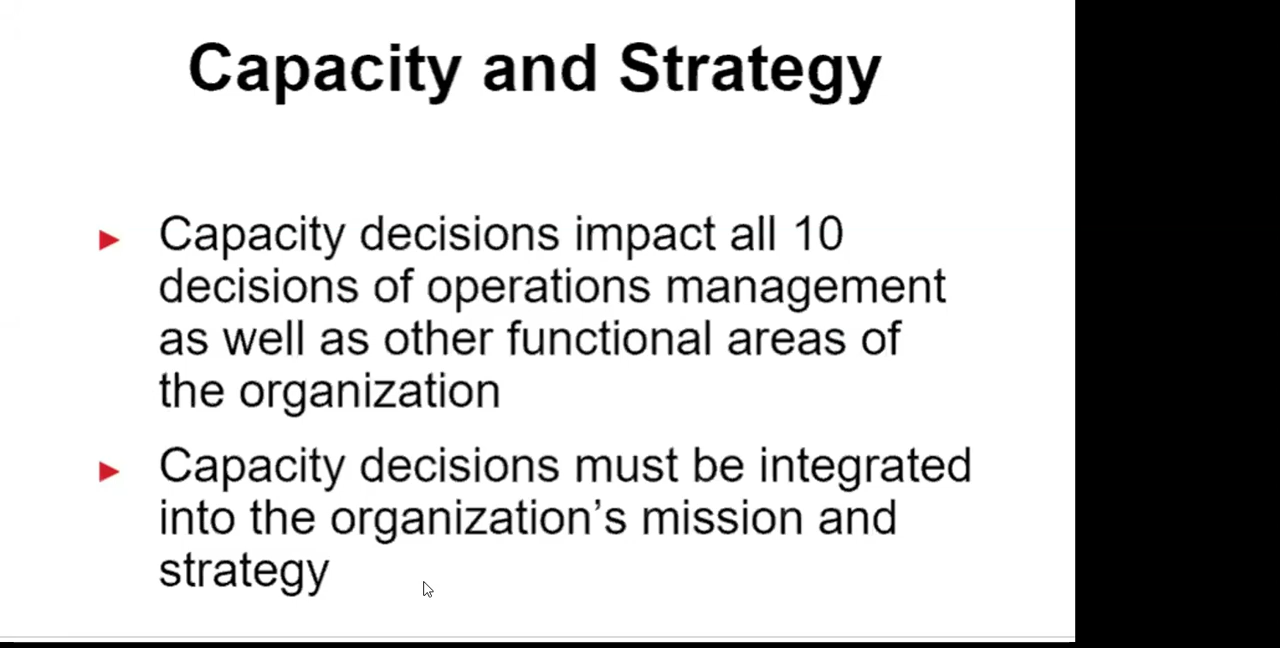 Capacity and Strategy
Capacity decisions impact all 10
decisions of operations management
as well as other functional areas of
the organization
Capacity decisions must be integrated
into the organization’s mission and
strategy